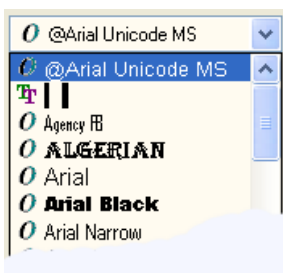 @Arial Unicode MS
@Arial Unicode MS
Agency FB
ALGERIAN
Arial
Arial Black
Arial Narrow